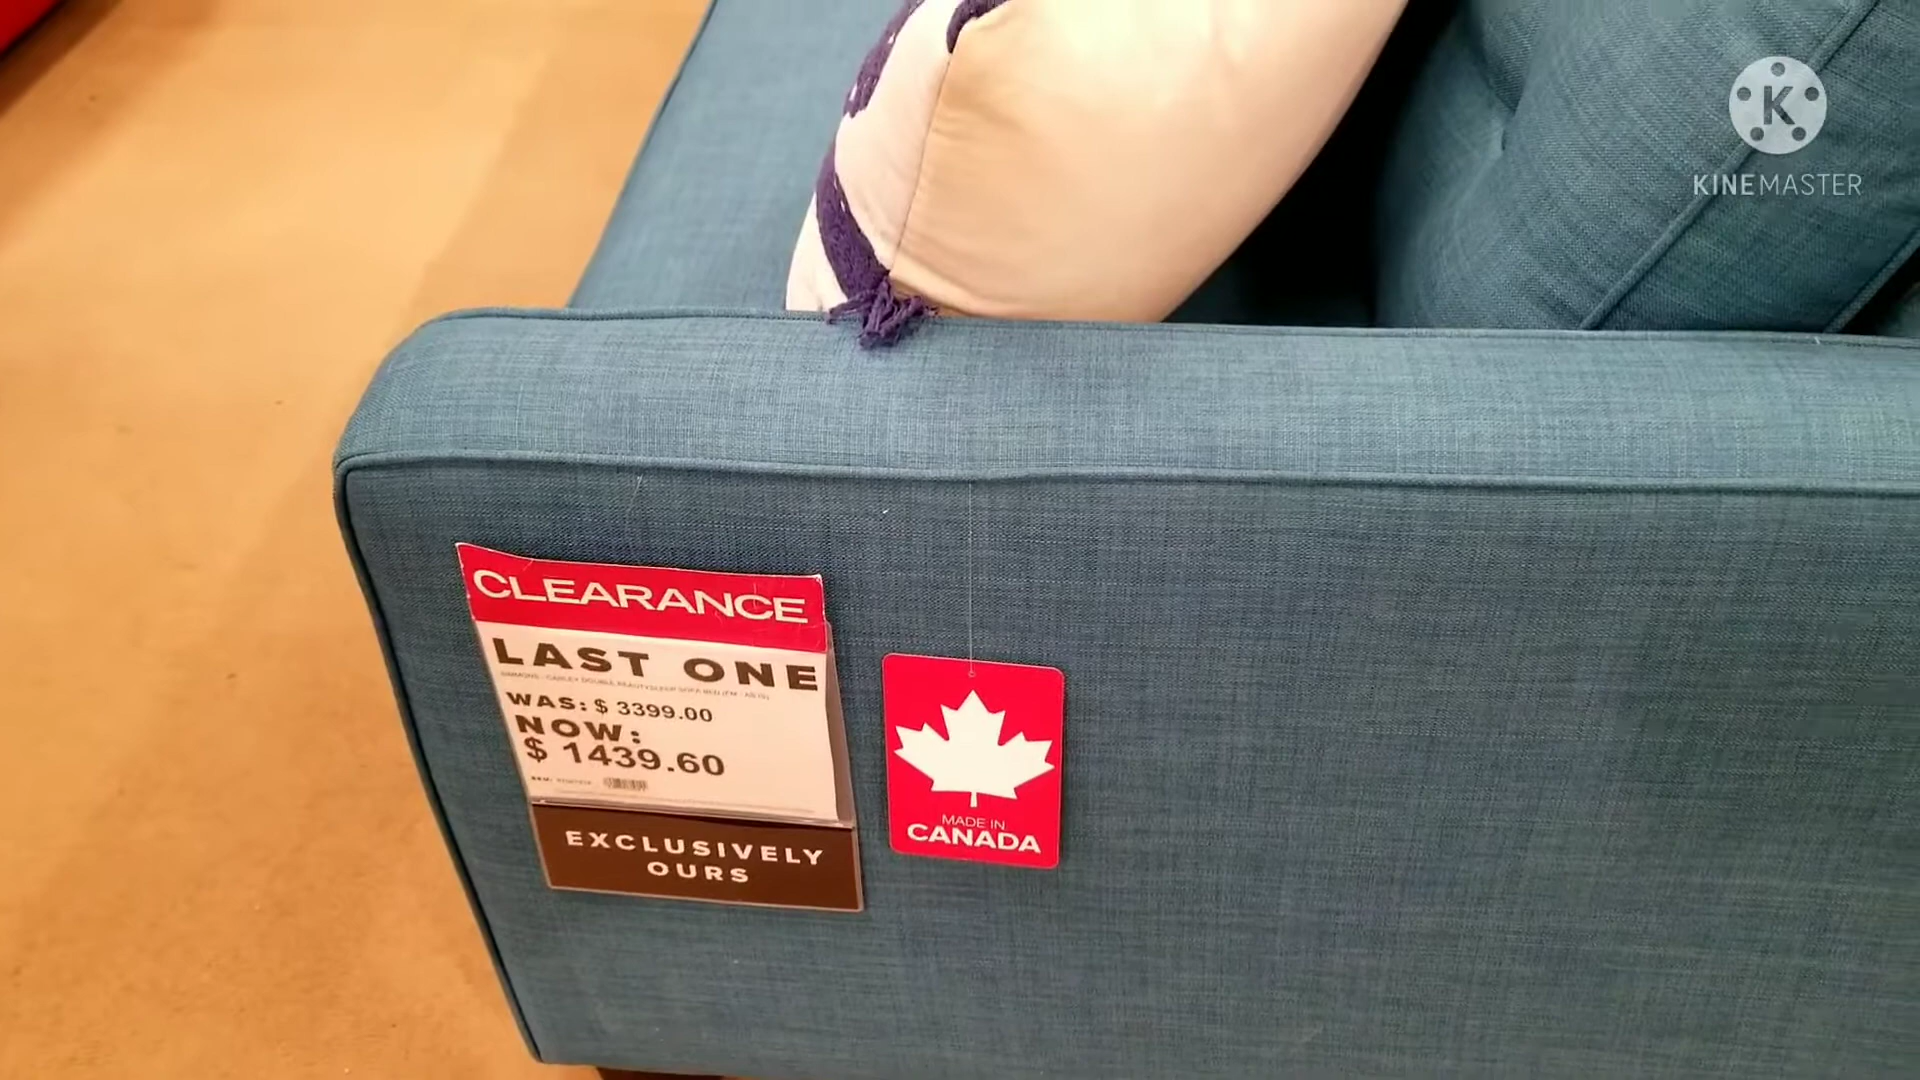 K
KINEMASTER
CLEARANCE
LAST ONE
WAS: $ 3399.00
NOW:
$ 1439.60
EXCLUSIVELY
OURS
MADE IN
CANADA